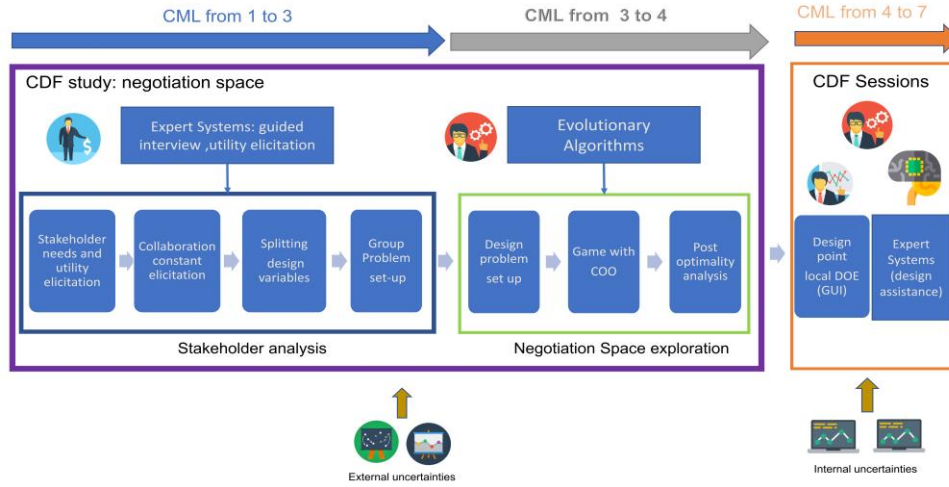 CML from 1 to 3
CML from 3 to 4
CML from 4 to 7
CDF study: negotiation space
Expert Systems: guided
interview ,utility elicitation
Evolutionary
Algorithms
Stakeholder
needs and
utility
elicitation
Collaboration
constant
elicitation
Splitting
design
variables
Group
Problem
set-up
Stakeholder analysis
Design
problem
set up
Game with
COO
Post
optimality
analysis
Negotiation Space exploration
CDF Sessions
Design
point
local DOE
(GUI)
Expert
Systems
(design
assistance)
External uncertainties
Internal uncertainties